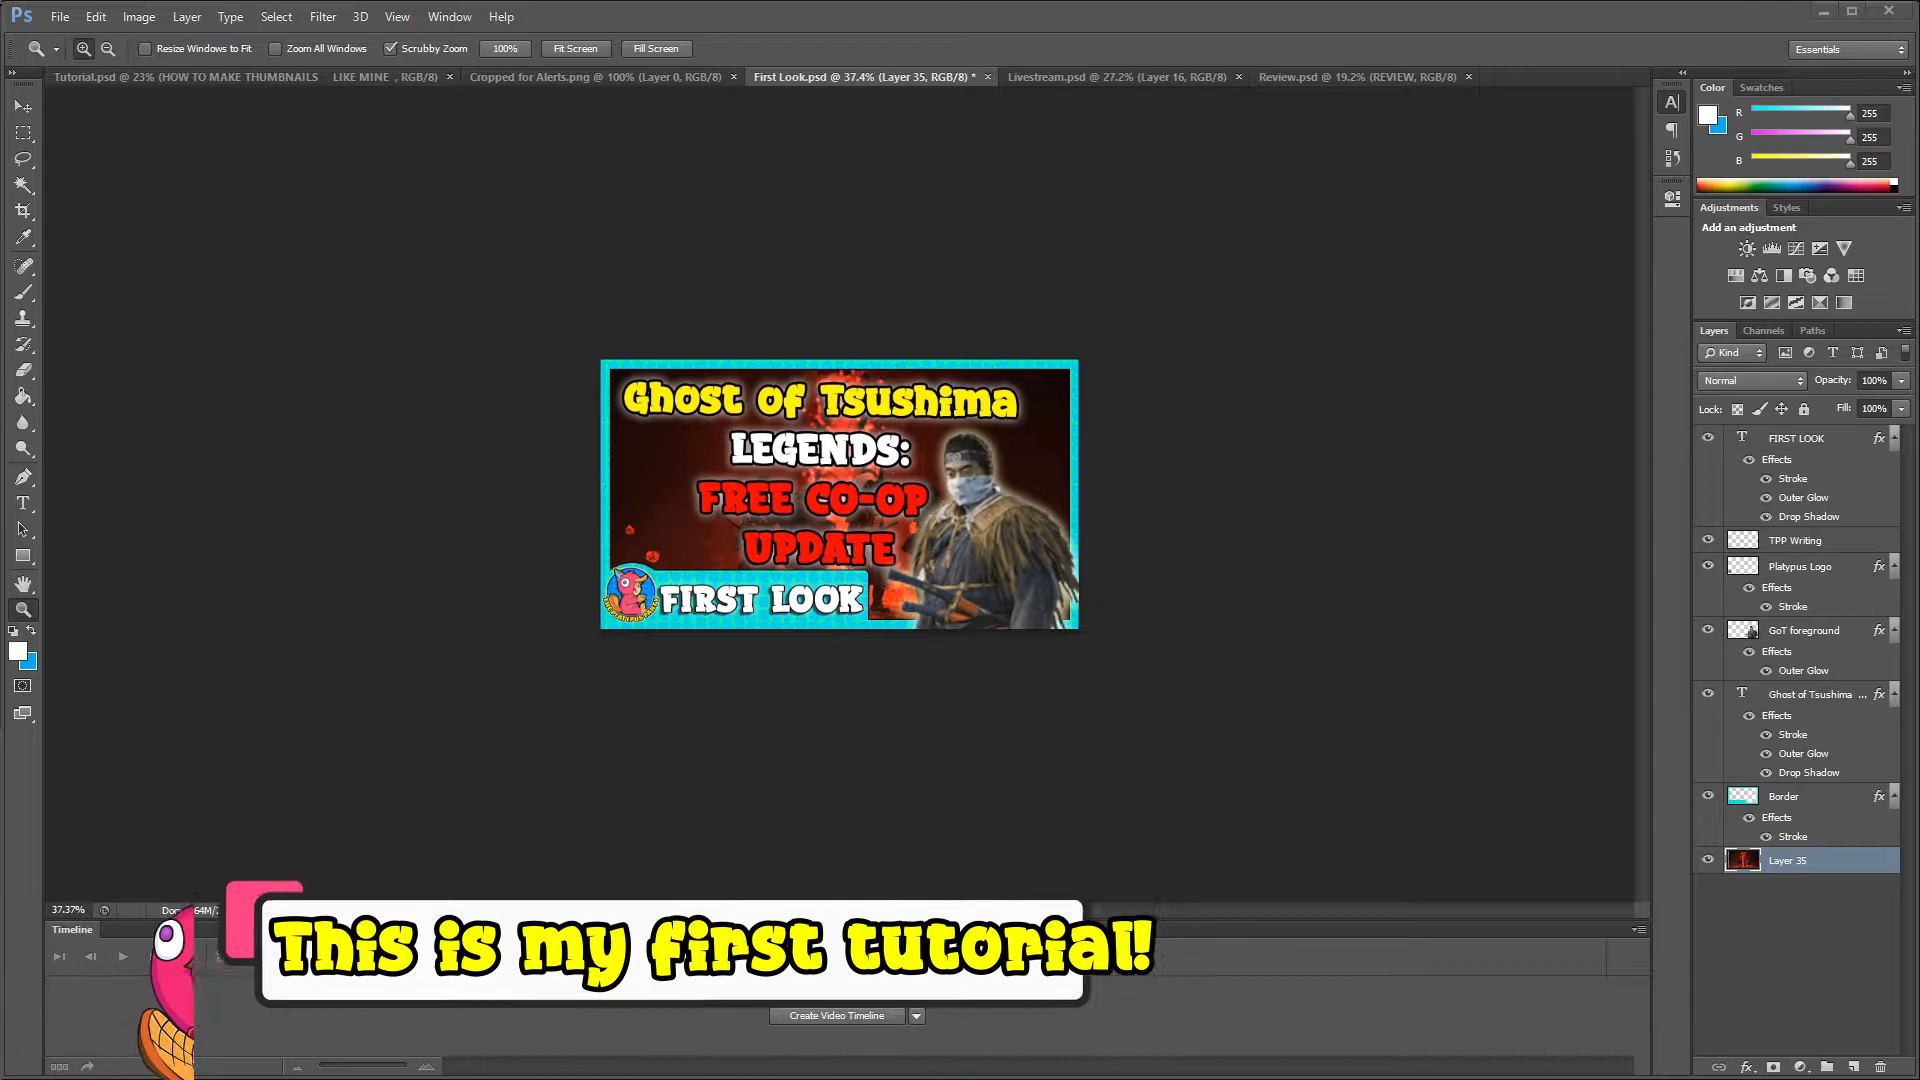 Ps File Edit Image Layer Type Select Filter 3D View Window Help
Resize Windows to Fit Zoom All Windows Scrubby Zoom 100% Fit Screen Fill Screen Essentials
Tutorial.psd @ 23% (HOW TO MAKE THUMBNAILS LIKE MINE , RGB/8) × Cropped for Alerts.png @ 100% (Layer 0, RGB/8) × First Look.psd @ 37.4% (Layer 35, RGB/8) * × Livestream.psd @ 27.2% (Layer 16, RGB/8) × Review.psd @ 19.2% (REVIEW, RGB/8) ×
Color Swatches
R 255
G 255
B 255
Adjustments Styles
Add an adjustment
Layers Channels Paths
Kind
Normal Opacity: 100%
Lock: Fill: 100%
FIRST LOOK fx
Effects
Stroke
Outer Glow
Drop Shadow
TPP Writing
Platypus Logo fx
Effects
Stroke
GoT foreground fx
Effects
Outer Glow
Ghost of Tsushima ... fx
Effects
Stroke
Outer Glow
Drop Shadow
Border fx
Effects
Stroke
Layer 35
Ghost of Tsushima
LEGENDS:
FREE CO-OP
UPDATE
FIRST LOOK
37.37%
Timeline
This is my first tutorial!
Create Video Timeline